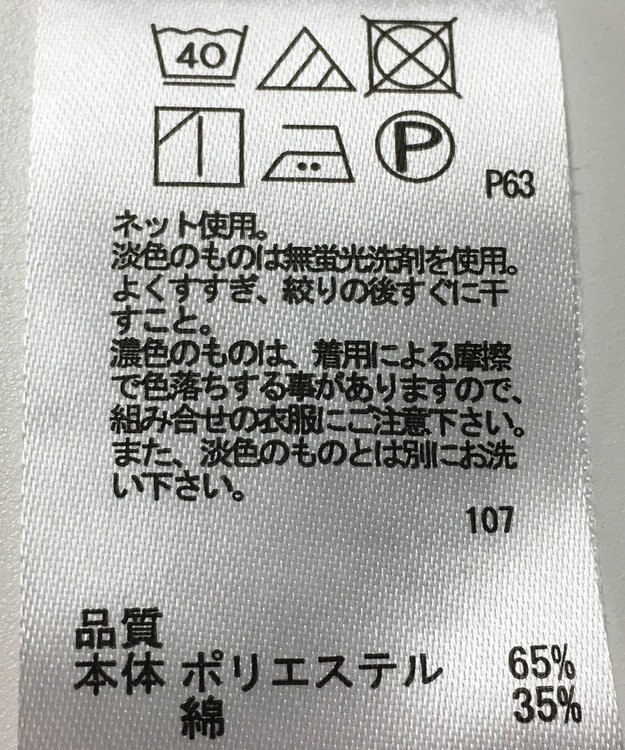 40
P
P63
ネット使用。
淡色のものは無蛍光洗剤を使用。
よくすすぎ、絞りの後すぐに干
すこと。
濃色のものは、着用による摩擦
で色落ちする事がありますので、
組み合せの衣服にご注意下さい。
また、淡色のものとは別にお洗
い下さい。
107
品質
本体 ポリエステル 65%
綿 35%